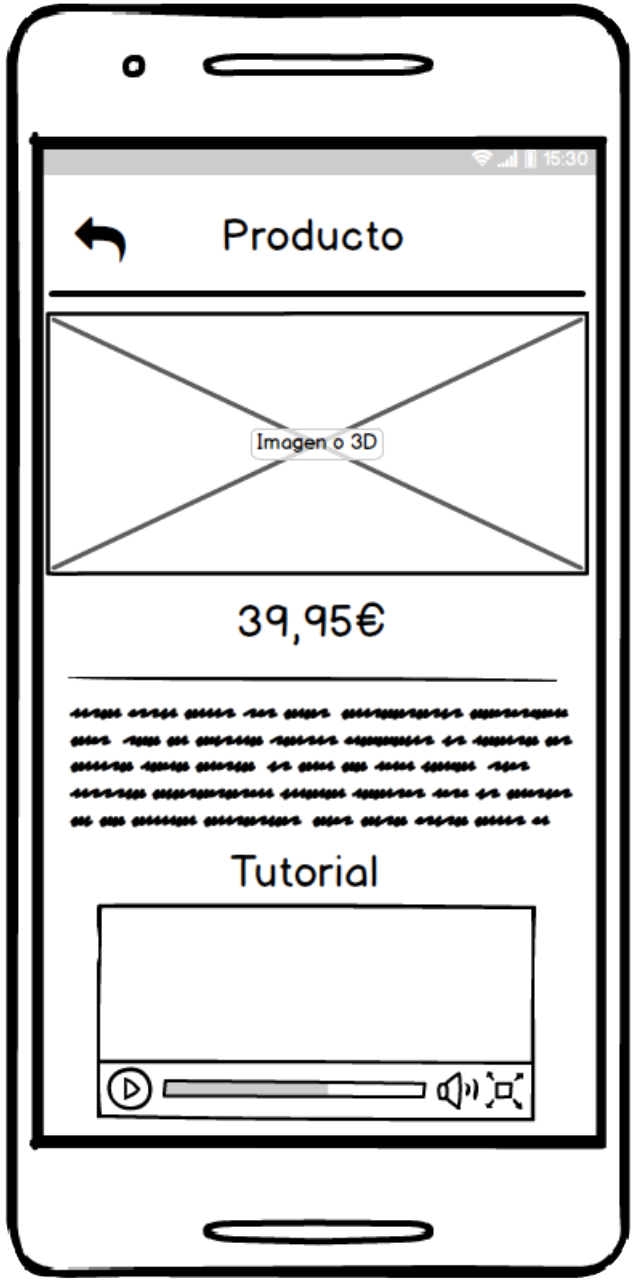 15:30
Producto
Imagen o 3D
39,95€
Tutorial